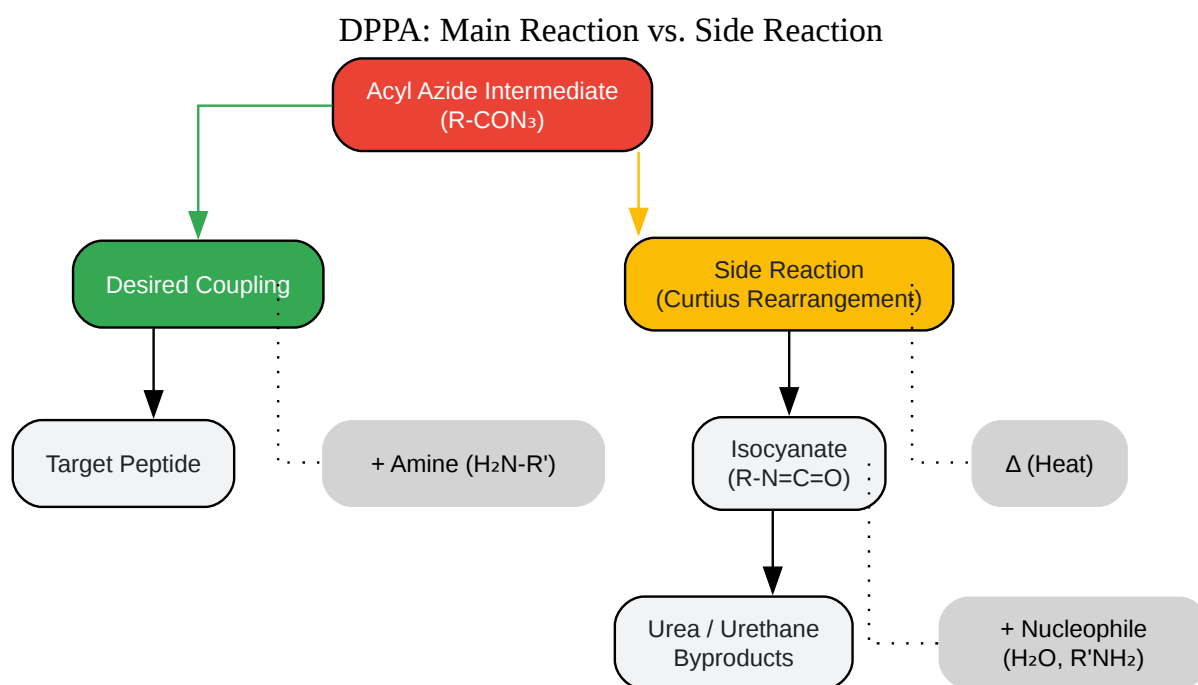 DPPA: Main Reaction vs. Side Reaction
Acyl Azide Intermediate
(R-CON₃)
Desired Coupling
Side Reaction
(Curtius Rearrangement)
Target Peptide
+ Amine (H₂N-R')
Isocyanate
(R-N=C=O)
Δ (Heat)
Urea / Urethane
Byproducts
+ Nucleophile
(H₂O, R'NH₂)